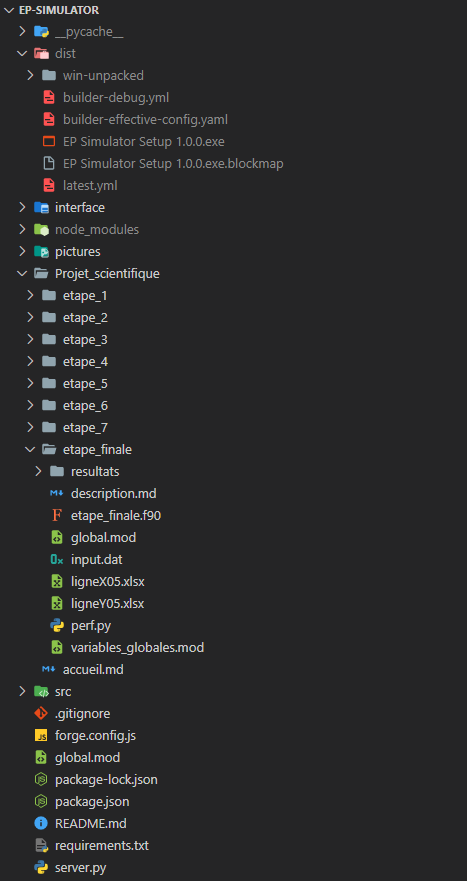 EP-SIMULATOR
__pycache__
dist
win-unpacked
builder-debug.yml
builder-effective-config.yaml
EP Simulator Setup 1.0.0.exe
EP Simulator Setup 1.0.0.exe.blockmap
latest.yml
interface
node_modules
pictures
Projet_scientifique
etape_1
etape_2
etape_3
etape_4
etape_5
etape_6
etape_7
etape_finale
resultats
description.md
etape_finale.f90
global.mod
input.dat
ligneX05.xlsx
ligneY05.xlsx
perf.py
variables_globales.mod
accueil.md
src
.gitignore
forge.config.js
global.mod
package-lock.json
package.json
README.md
requirements.txt
server.py